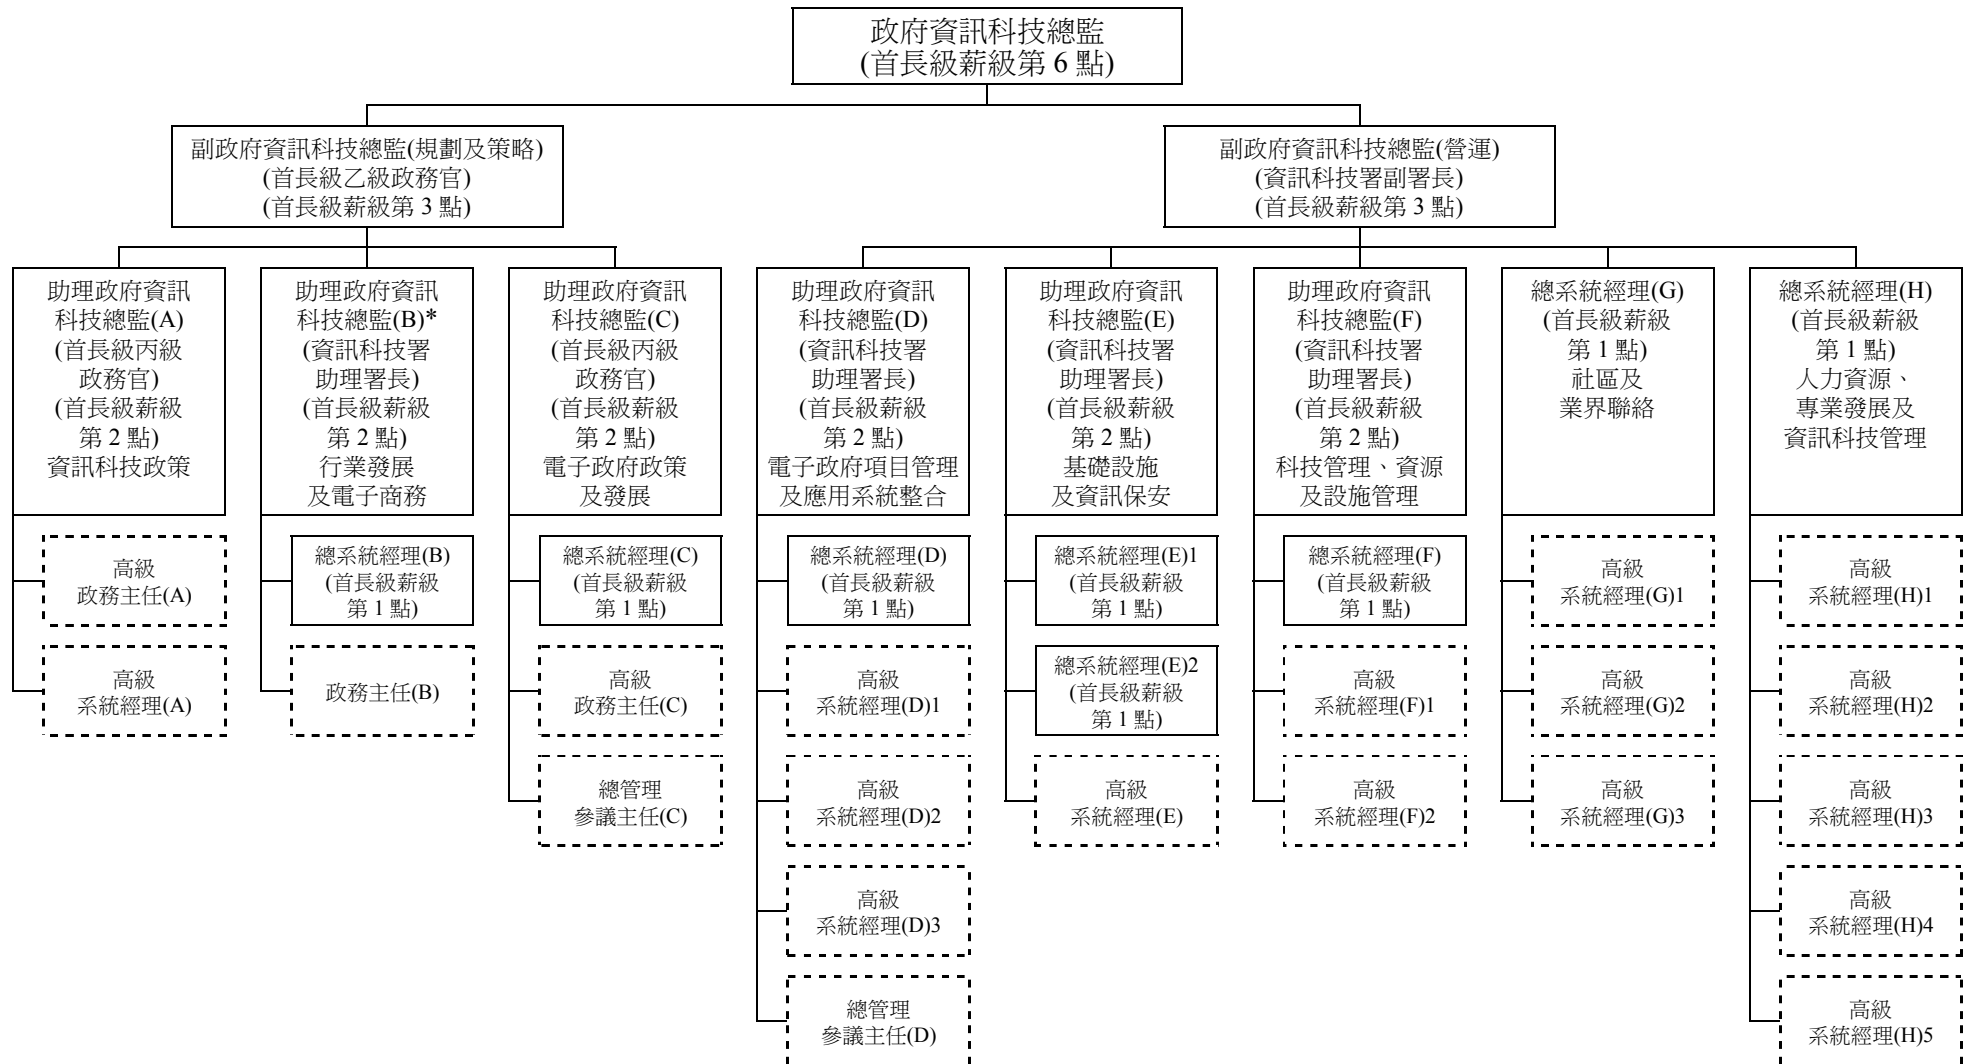 政府資訊科技總監
(首長級薪級第 6 點)
副政府資訊科技總監(規劃及策略)
(首長級乙級政務官)
(首長級薪級第 3 點)
副政府資訊科技總監(營運)
(資訊科技署副署長)
(首長級薪級第 3 點)
助理政府資訊
科技總監(A)
(首長級丙級
政務官)
(首長級薪級
第 2 點)
資訊科技政策
助理政府資訊
科技總監(B)*
(資訊科技署
助理署長)
(首長級薪級
第 2 點)
行業發展
及電子商務
助理政府資訊
科技總監(C)
(首長級丙級
政務官)
(首長級薪級
第 2 點)
電子政府政策
及發展
助理政府資訊
科技總監(D)
(資訊科技署
助理署長)
(首長級薪級
第 2 點)
電子政府項目管理
及應用系統整合
助理政府資訊
科技總監(E)
(資訊科技署
助理署長)
(首長級薪級
第 2 點)
基礎設施
及資訊保安
助理政府資訊
科技總監(F)
(資訊科技署
助理署長)
(首長級薪級
第 2 點)
科技管理、資源
及設施管理
總系統經理(G)
(首長級薪級
第 1 點)
社區及
業界聯絡
總系統經理(H)
(首長級薪級
第 1 點)
人力資源、
專業發展及
資訊科技管理
高級
政務主任(A)
高級
系統經理(A)
總系統經理(B)
(首長級薪級
第 1 點)
政務主任(B)
總系統經理(C)
(首長級薪級
第 1 點)
高級
政務主任(C)
總管理
參議主任(C)
總系統經理(D)
(首長級薪級
第 1 點)
高級
系統經理(D)1
高級
系統經理(D)2
高級
系統經理(D)3
總管理
參議主任(D)
總系統經理(E)1
(首長級薪級
第 1 點)
總系統經理(E)2
(首長級薪級
第 1 點)
高級
系統經理(E)
總系統經理(F)
(首長級薪級
第 1 點)
高級
系統經理(F)1
高級
系統經理(F)2
高級
系統經理(G)1
高級
系統經理(G)2
高級
系統經理(G)3
高級
系統經理(H)1
高級
系統經理(H)2
高級
系統經理(H)3
高級
系統經理(H)4
高級
系統經理(H)5